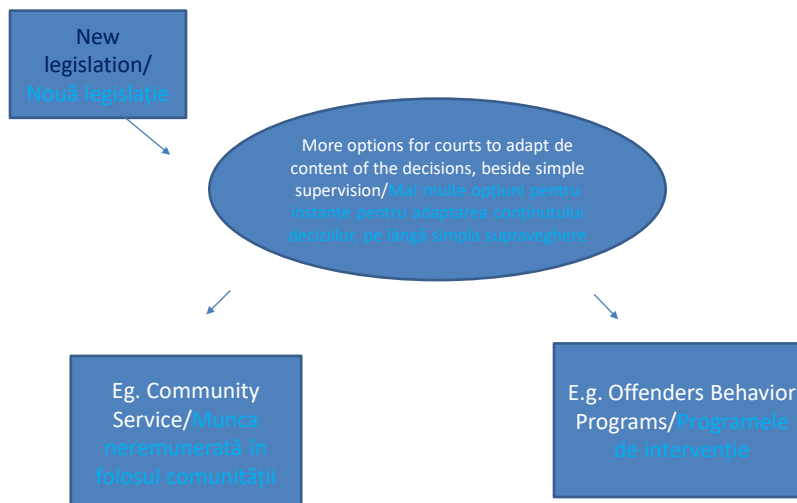 New
legislation/
Nouă legislație
More options for courts to adapt de
content of the decisions, beside simple
supervision/Mai multe opțiuni pentru
instanțe pentru adaptarea conținutului
deciziilor, pe lângă simpla supraveghere
Eg. Community
Service/Munca
neremunerată în
folosul comunității
E.g. Offenders Behavior
Programs/Programele
de intervenție